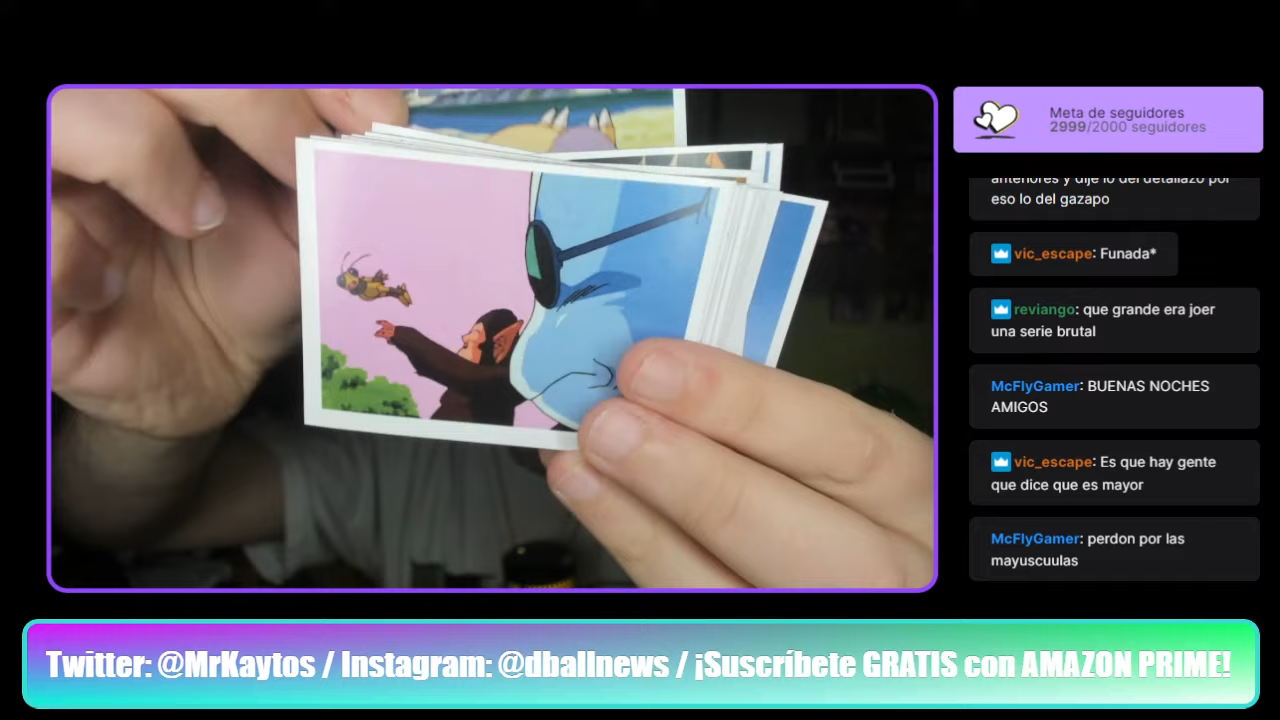 Meta de seguidores
2999/2000 seguidores
anteriores y dije lo del detallazo por
eso lo del gazapo
vic_escape: Funada*
reviango: que grande era joer
una serie brutal
McFlyGamer: BUENAS NOCHES
AMIGOS
vic_escape: Es que hay gente
que dice que es mayor
McFlyGamer: perdon por las
mayuscuulas
Twitter: @MrKaytos / Instagram: @dballnews / ¡Suscríbete GRATIS con AMAZON PRIME!